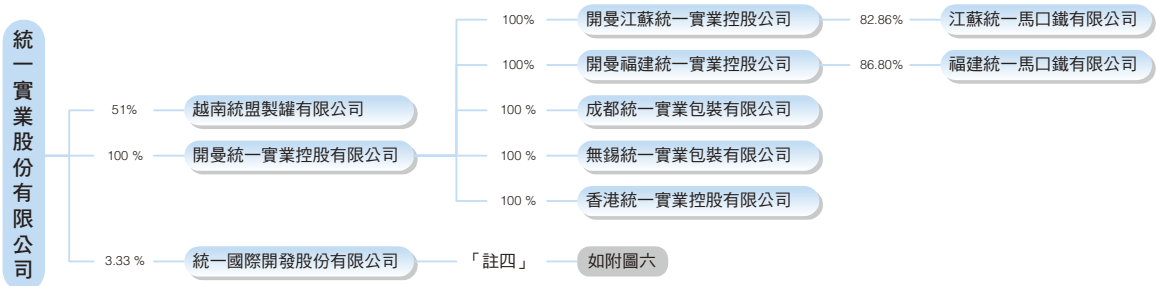 統一實業股份有限公司
51%
越南統盟製罐有限公司
100 %
開曼統一實業控股有限公司
100%
開曼江蘇統一實業控股公司
82.86%
江蘇統一馬口鐵有限公司
100%
開曼福建統一實業控股公司
86.80%
福建統一馬口鐵有限公司
100 %
成都統一實業包裝有限公司
100 %
無錫統一實業包裝有限公司
100 %
香港統一實業控股有限公司
3.33 %
統一國際開發股份有限公司
「註四」
如附圖六